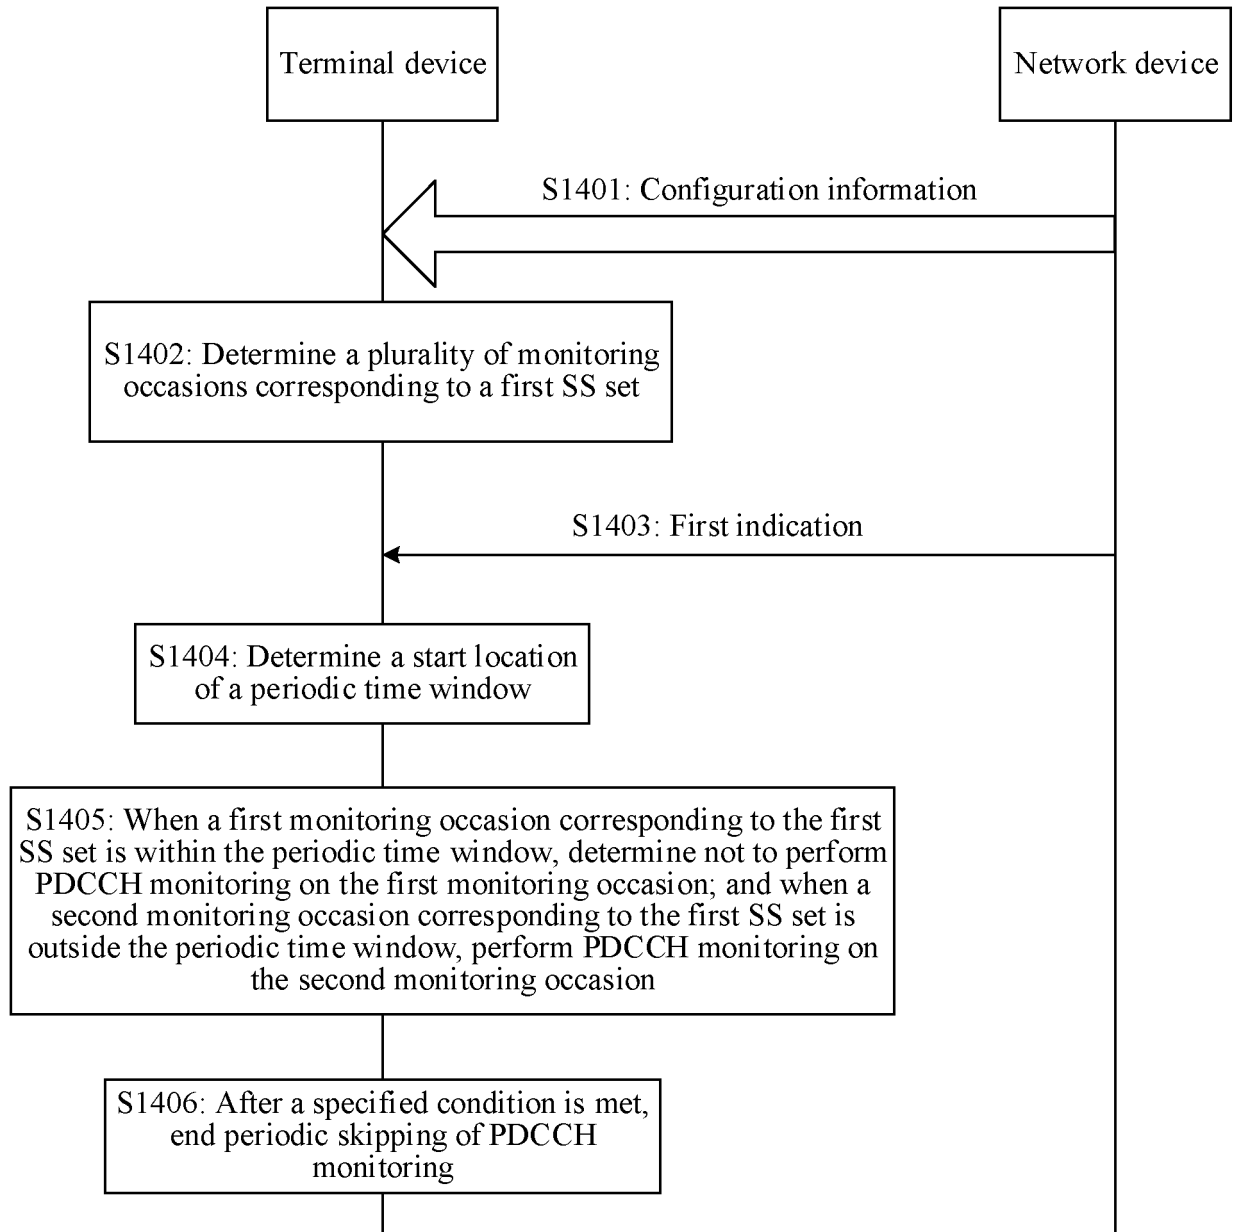 Terminal device
Network device
S1401: Configuration information
S1402: Determine a plurality of monitoring
occasions corresponding to a first SS set
S1403: First indication
S1404: Determine a start location
of a periodic time window
S1405: When a first monitoring occasion corresponding to the first
SS set is within the periodic time window, determine not to perform
PDCCH monitoring on the first monitoring occasion; and when a
second monitoring occasion corresponding to the first SS set is
outside the periodic time window, perform PDCCH monitoring on
the second monitoring occasion
S1406: After a specified condition is met,
end periodic skipping of PDCCH
monitoring